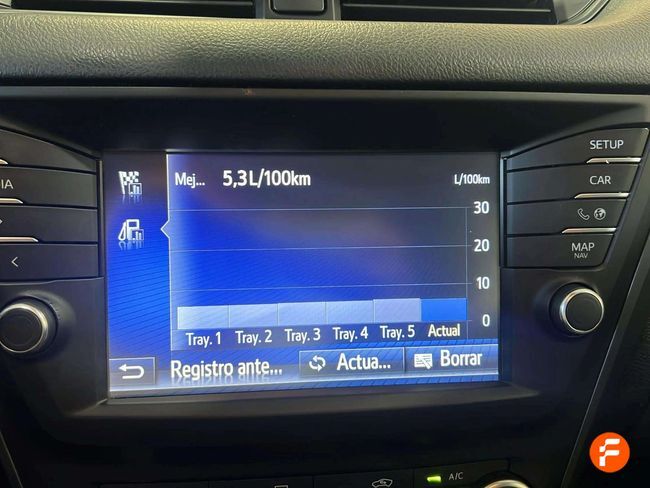 Mej... 5,3L/100km L/100km
30
20
10
0
Tray. 1 Tray. 2 Tray. 3 Tray. 4 Tray. 5 Actual
Registro ante... Actua... Borrar
SETUP
CAR
MAP
NAV
A/C